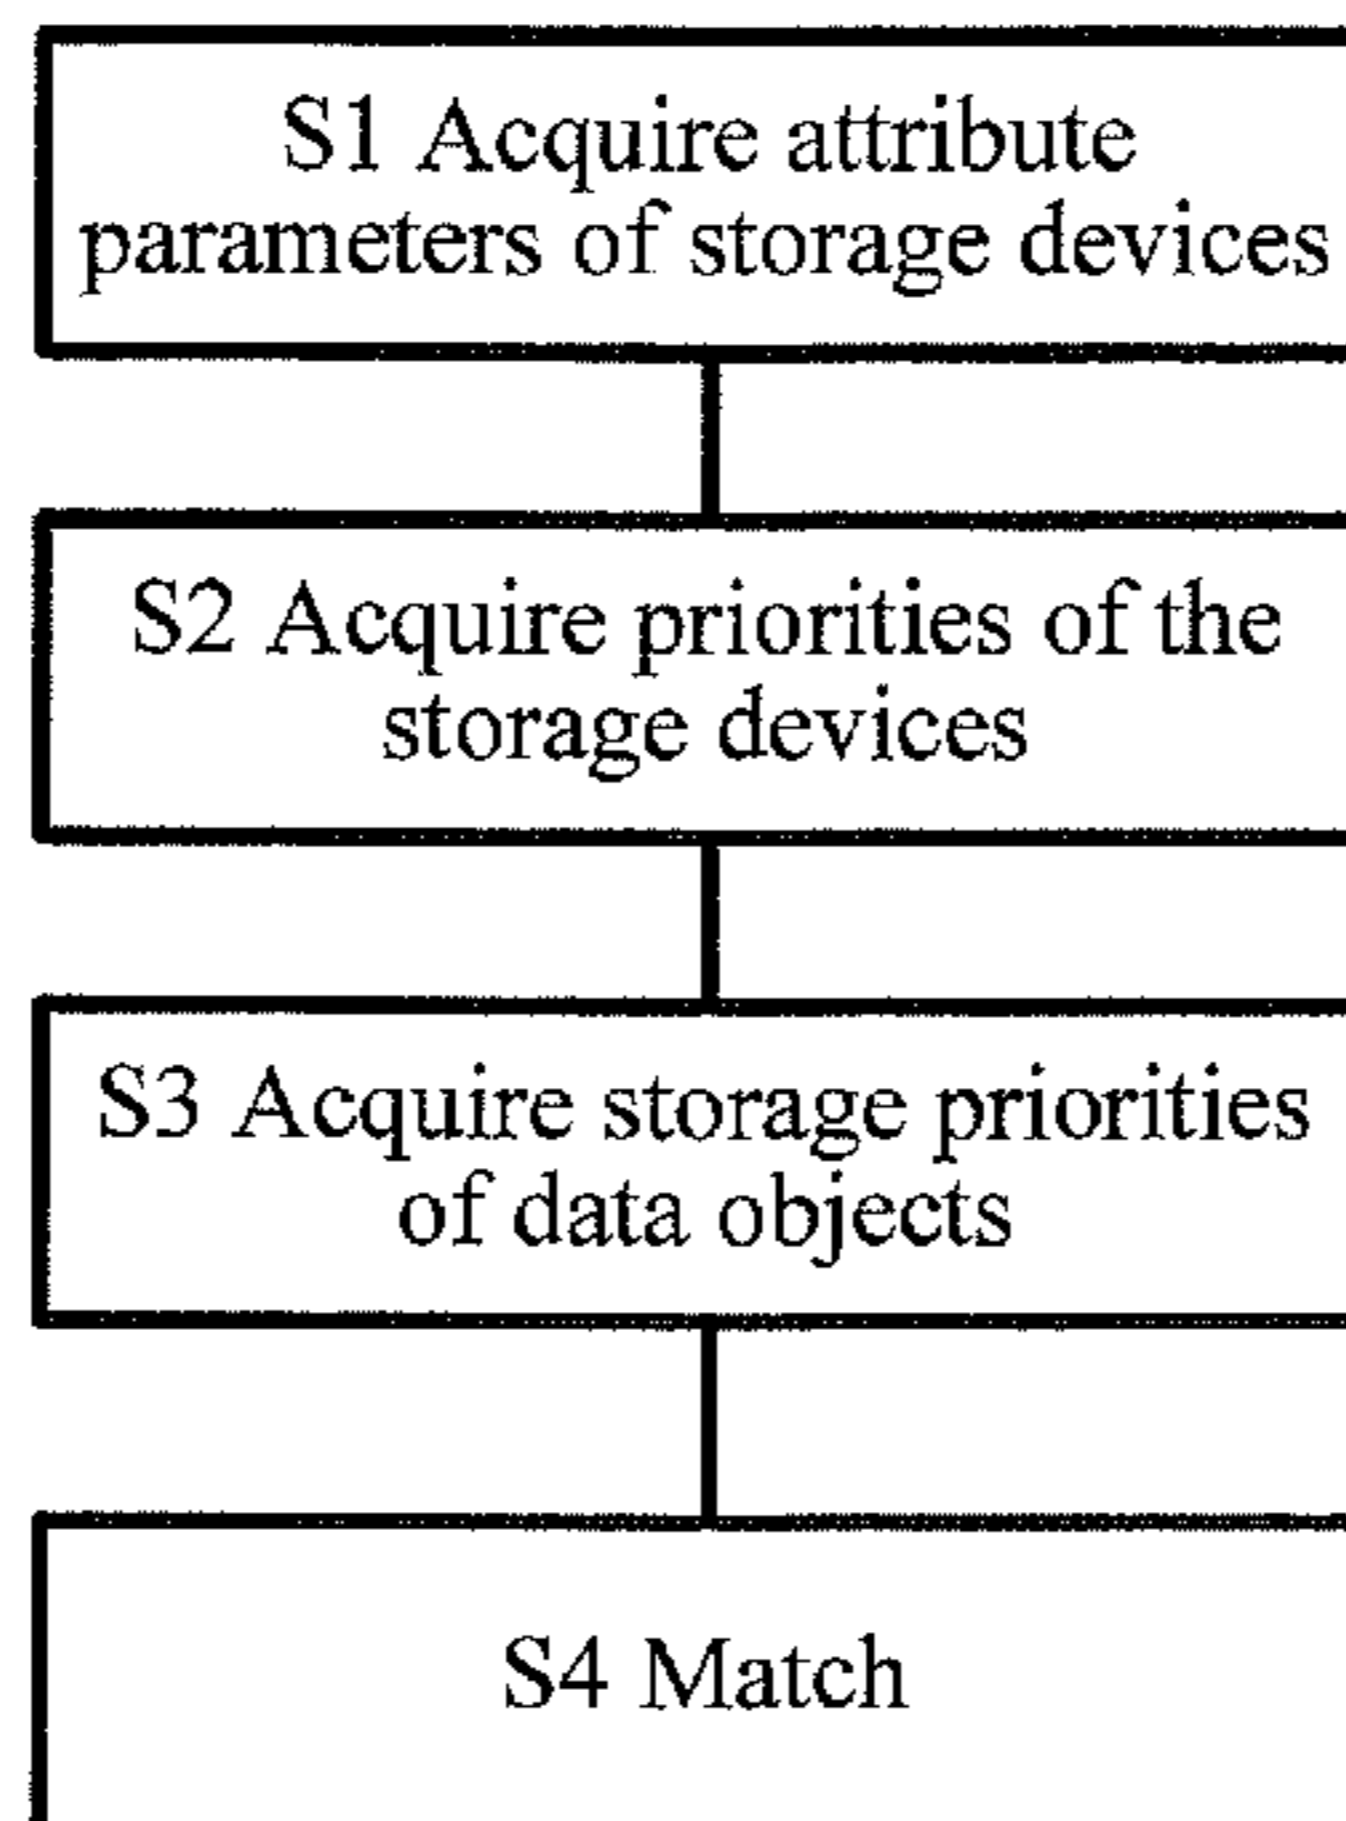 S1 Acquire attribute
parameters of storage devices
S2 Acquire priorities of the
storage devices
S3 Acquire storage priorities
of data objects
S4 Match